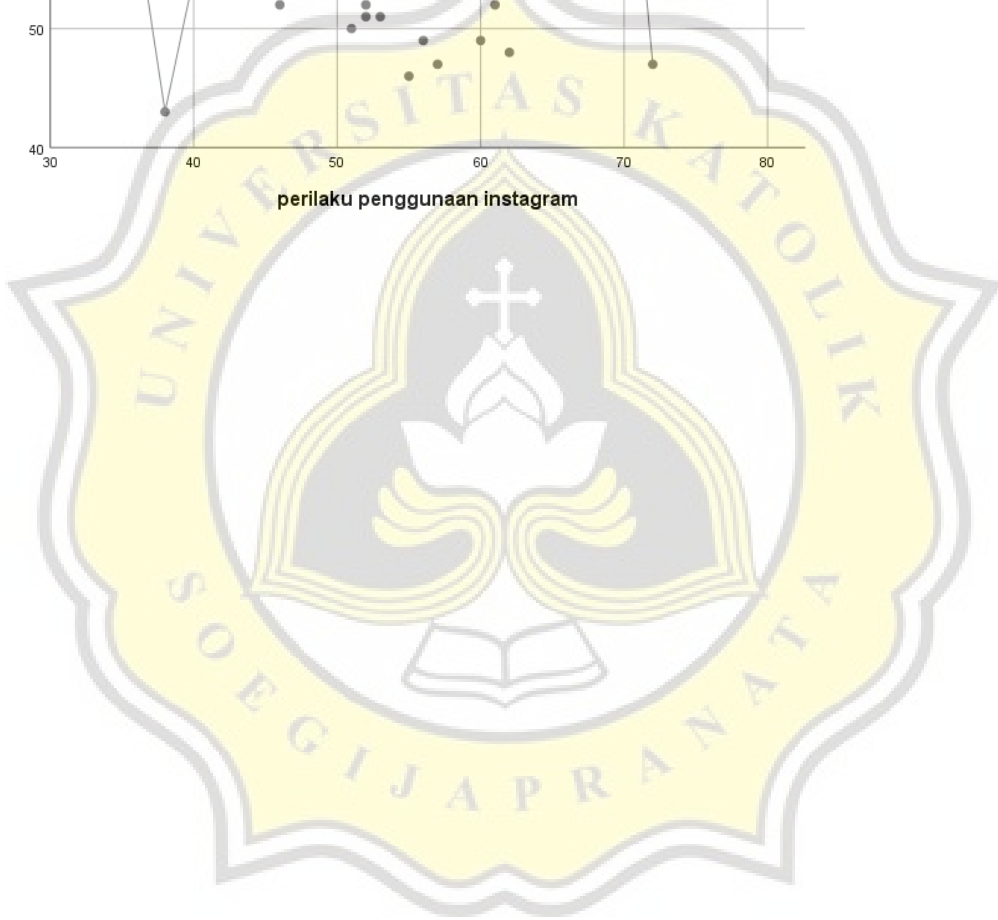 50
40
30 40 50 60 70 80
perilaku penggunaan instagram
UNIVERSITAS KATOLIK
SOEGIJAPRANATA